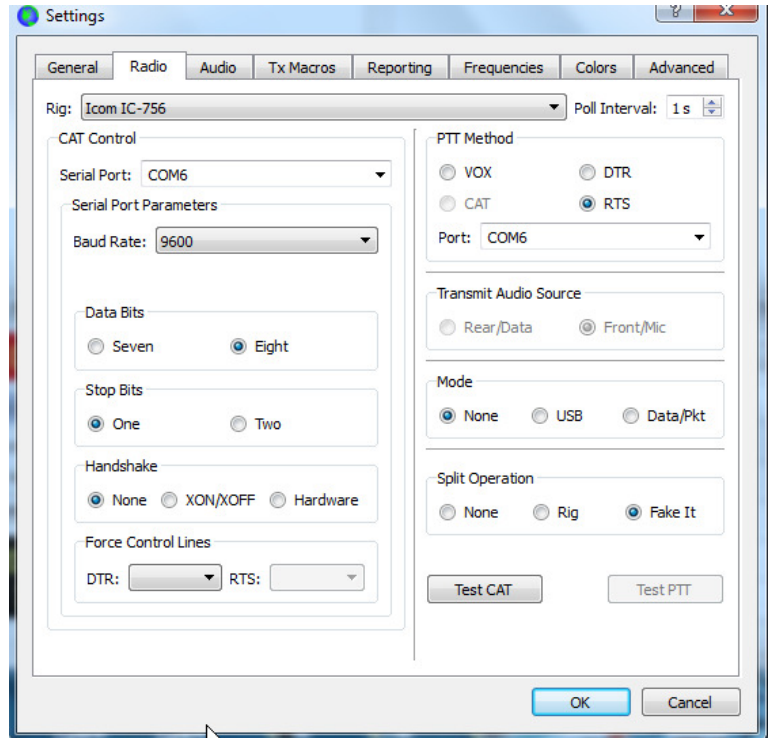 Settings
General Radio Audio Tx Macros Reporting Frequencies Colors Advanced
Rig: Icom IC-756 Poll Interval: 1 s
CAT Control
Serial Port: COM6
Serial Port Parameters
Baud Rate: 9600
Data Bits
Seven Eight
Stop Bits
One Two
Handshake
None XON/XOFF Hardware
Force Control Lines
DTR: RTS:
PTT Method
VOX DTR
CAT RTS
Port: COM6
Transmit Audio Source
Rear/Data Front/Mic
Mode
None USB Data/Pkt
Split Operation
None Rig Fake It
Test CAT Test PTT
OK Cancel